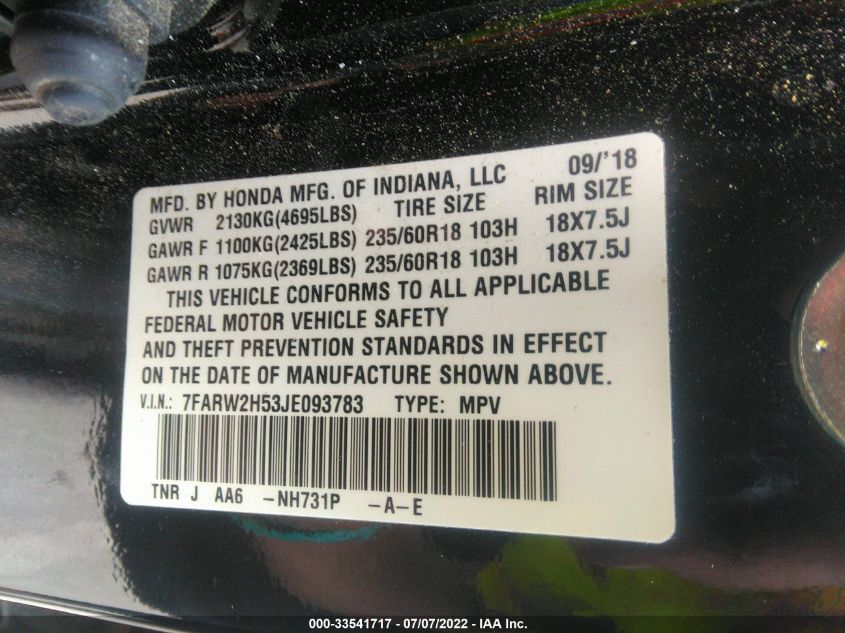 MFD. BY HONDA MFG. OF INDIANA, LLC 09/'18
GVWR 2130KG(4695LBS) TIRE SIZE RIM SIZE
GAWR F 1100KG(2425LBS) 235/60R18 103H 18X7.5J
GAWR R 1075KG(2369LBS) 235/60R18 103H 18X7.5J
THIS VEHICLE CONFORMS TO ALL APPLICABLE
FEDERAL MOTOR VEHICLE SAFETY
AND THEFT PREVENTION STANDARDS IN EFFECT
ON THE DATE OF MANUFACTURE SHOWN ABOVE.
V.I.N.: 7FARW2H53JE093783 TYPE: MPV
TNR J AA6 -NH731P -A-E
000-33541717 - 07/07/2022 - IAA Inc.